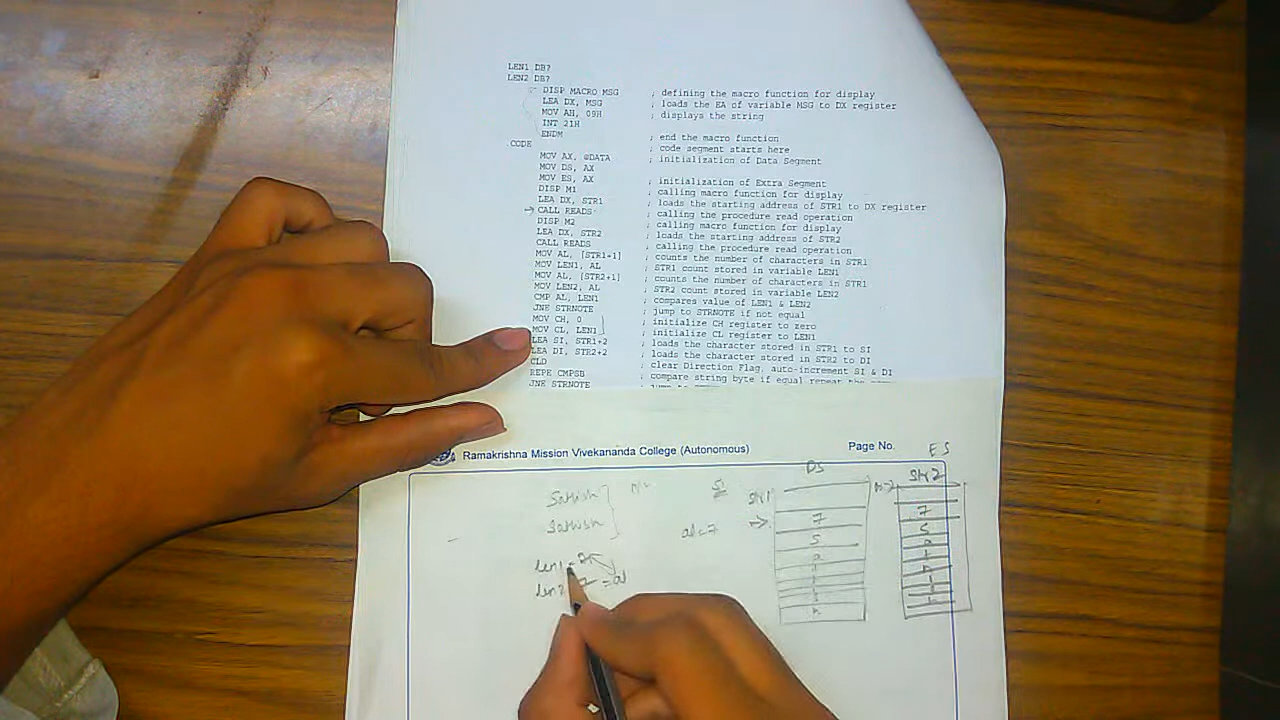 LEN1 DB?
LEN2 DB?
DISP MACRO MSG ; defining the macro function for display
LEA DX, MSG ; loads the EA of variable MSG to DX register
MOV AH, 09H ; displays the string
INT 21H
ENDM ; end the macro function
.CODE ; code segment starts here
MOV AX, @DATA ; initialization of Data Segment
MOV DS, AX
MOV ES, AX ; initialization of Extra Segment
DISP M1 ; calling macro function for display
LEA DX, STR1 ; loads the starting address of STR1 to DX register
→ CALL READS ; calling the procedure read operation
DISP M2 ; calling macro function for display
LEA DX, STR2 ; loads the starting address of STR2
CALL READS ; calling the procedure read operation
MOV AL, [STR1+1] ; counts the number of characters in STR1
MOV LEN1, AL ; STR1 count stored in variable LEN1
MOV AL, [STR2+1] ; counts the number of characters in STR1
MOV LEN2, AL ; STR2 count stored in variable LEN2
CMP AL, LEN1 ; compares value of LEN1 & LEN2
JNE STRNOTE ; jump to STRNOTE if not equal
MOV CH, 0 ; initialize CH register to zero
MOV CL, LEN1 ; initialize CL register to LEN1
LEA SI, STR1+2 ; loads the character stored in STR1 to SI
LEA DI, STR2+2 ; loads the character stored in STR2 to DI
CLD ; clear Direction Flag, auto-increment SI & DI
REPE CMPSB ; compare string byte if equal repeat the
JNE STRNOTE ; jump to
Ramakrishna Mission Vivekananda College (Autonomous) Page No.
DS ES
Str1 Str2
Sathish
Sathish
al=7
7 7
S S
a a
len1 =
len2 7 = al
h